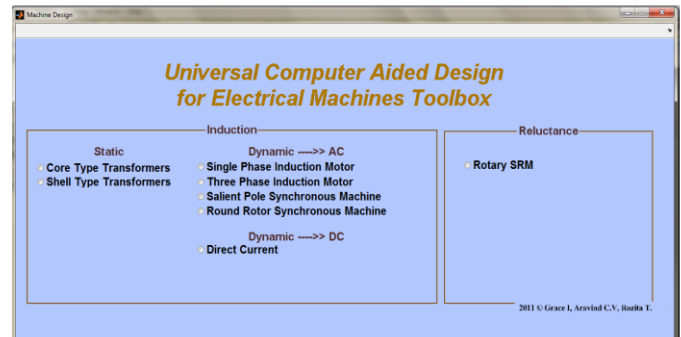 Machine Design
Universal Computer Aided Design
for Electrical Machines Toolbox
Induction
Static
Core Type Transformers
Shell Type Transformers
Dynamic ---->> AC
Single Phase Induction Motor
Three Phase Induction Motor
Salient Pole Synchronous Machine
Round Rotor Synchronous Machine
Dynamic ---->> DC
Direct Current
Reluctance
Rotary SRM
2011 © Grace I, Aravind C.V, Rozita T.